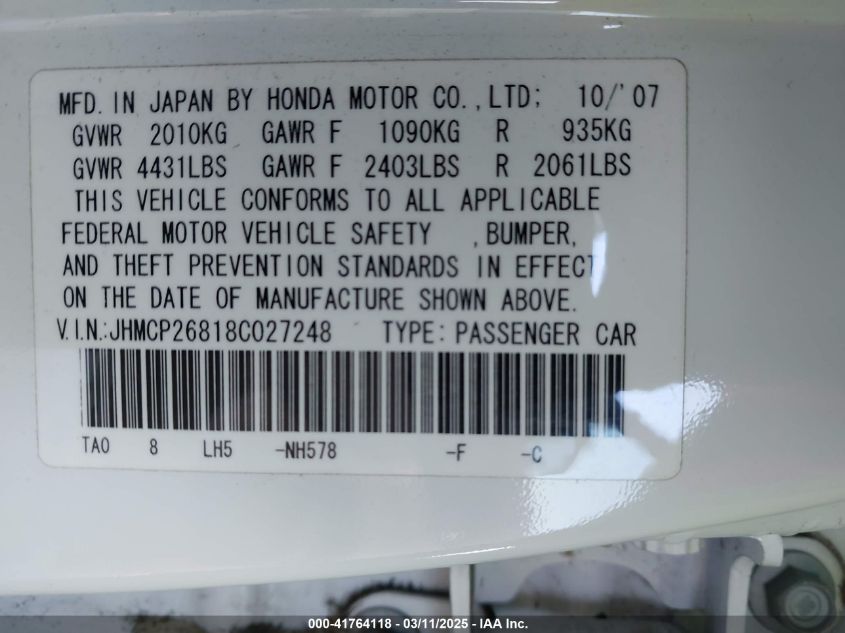 MFD. IN JAPAN BY HONDA MOTOR CO., LTD; 10/'07
GVWR 2010KG GAWR F 1090KG R 935KG
GVWR 4431LBS GAWR F 2403LBS R 2061LBS
THIS VEHICLE CONFORMS TO ALL APPLICABLE
FEDERAL MOTOR VEHICLE SAFETY , BUMPER,
AND THEFT PREVENTION STANDARDS IN EFFECT
ON THE DATE OF MANUFACTURE SHOWN ABOVE.
V.I.N.:JHMCP26818C027248 TYPE: PASSENGER CAR
TA0 8 LH5 -NH578 -F -C
000-41764118 - 03/11/2025 - IAA Inc.